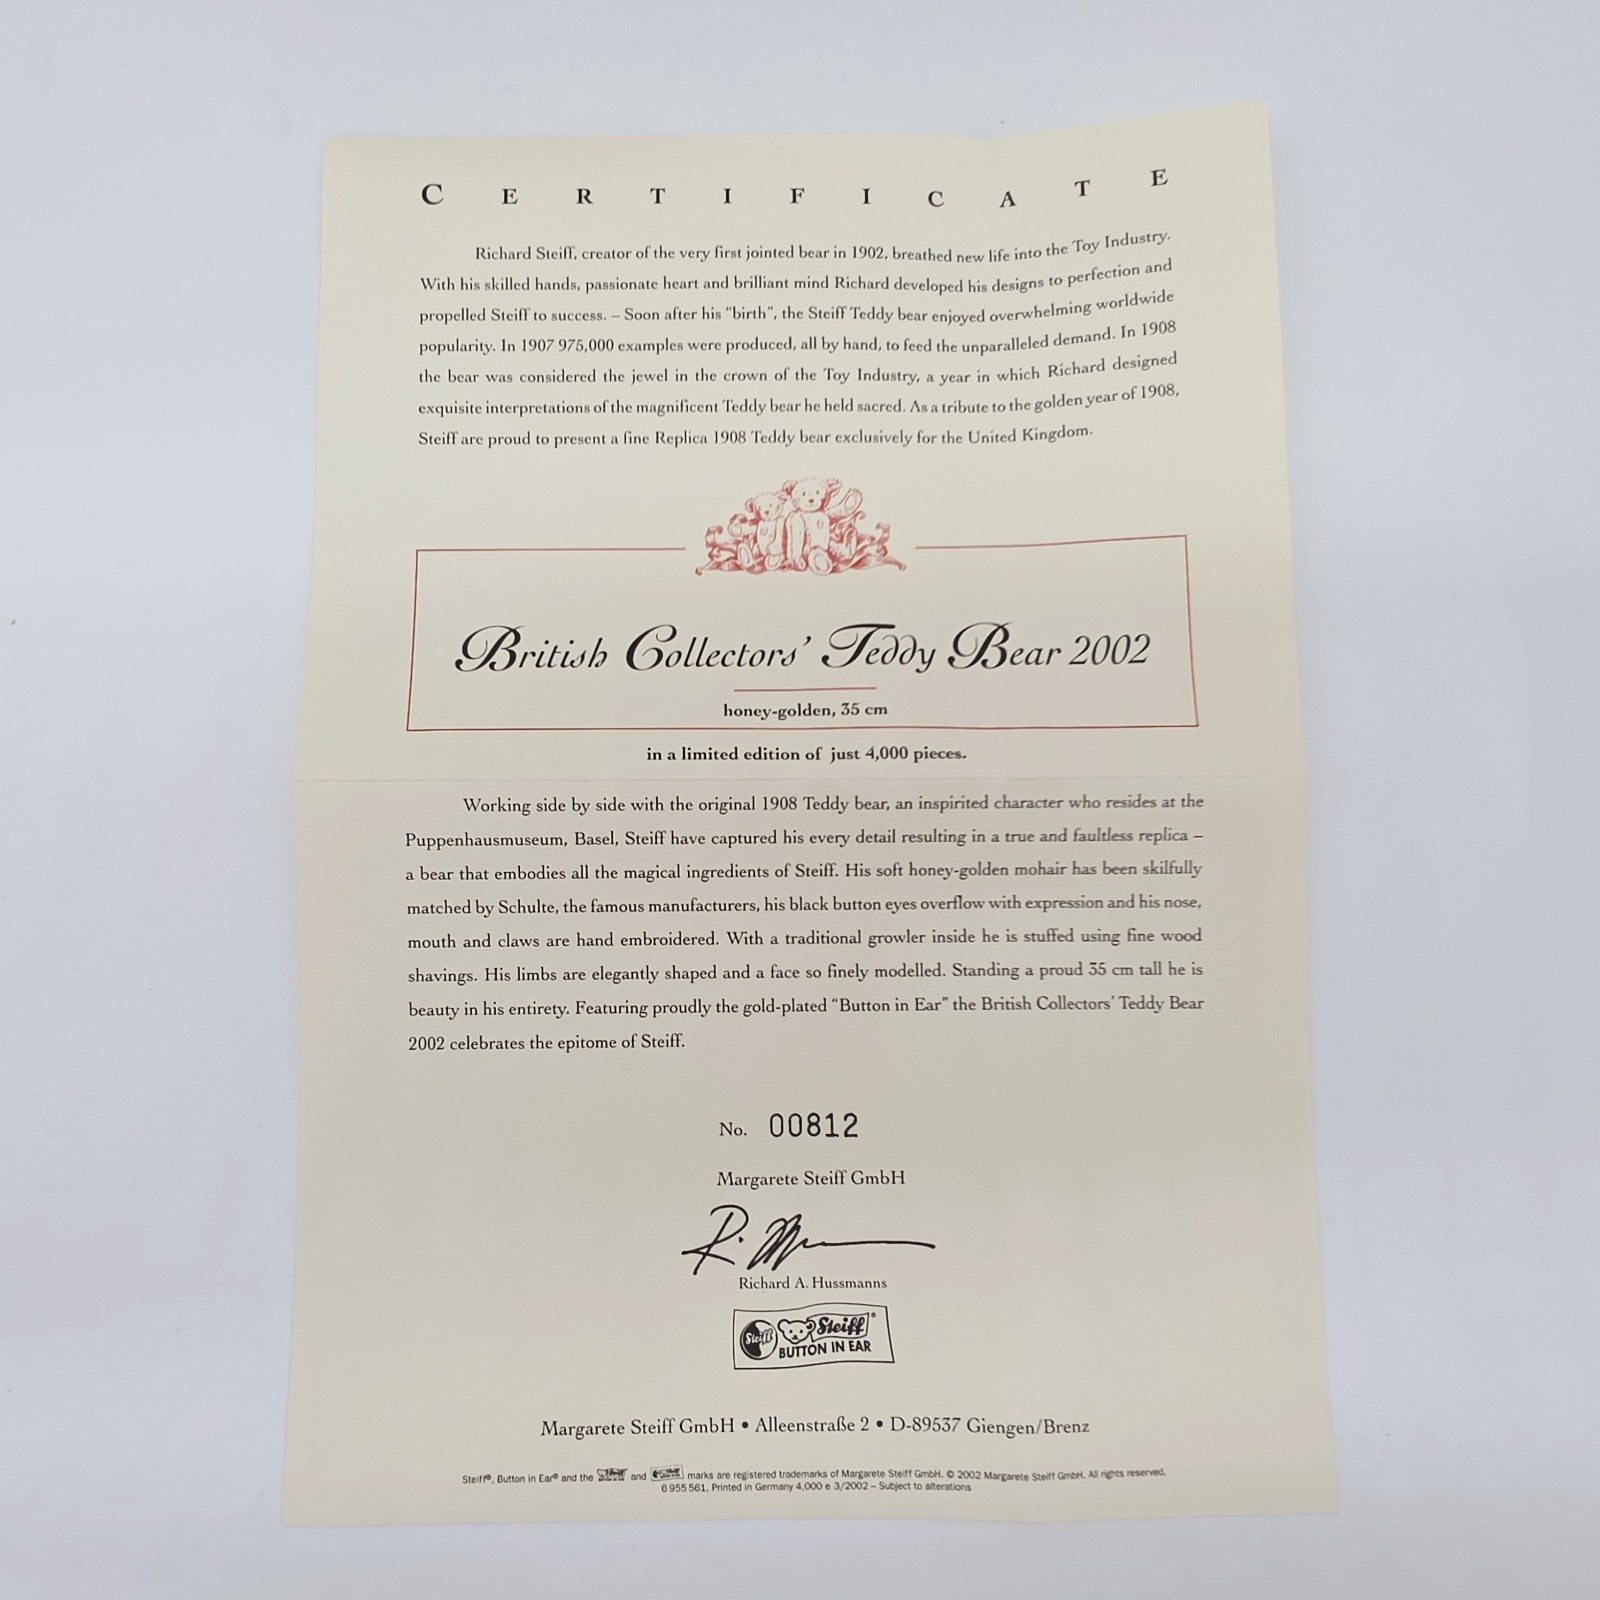 CERTIFICATE
Richard Steiff, creator of the very first jointed bear in 1902, breathed new life into the Toy Industry.
With his skilled hands, passionate heart and brilliant mind Richard developed his designs to perfection and
propelled Steiff to success. – Soon after his "birth", the Steiff Teddy bear enjoyed overwhelming worldwide
popularity. In 1907 975,000 examples were produced, all by hand, to feed the unparalleled demand. In 1908
the bear was considered the jewel in the crown of the Toy Industry, a year in which Richard designed
exquisite interpretations of the magnificent Teddy bear he held sacred. As a tribute to the golden year of 1908,
Steiff are proud to present a fine Replica 1908 Teddy bear exclusively for the United Kingdom.
British Collectors' Teddy Bear 2002
honey-golden, 35 cm
in a limited edition of just 4,000 pieces.
Working side by side with the original 1908 Teddy bear, an inspirited character who resides at the
Puppenhausmuseum, Basel, Steiff have captured his every detail resulting in a true and faultless replica –
a bear that embodies all the magical ingredients of Steiff. His soft honey-golden mohair has been skilfully
matched by Schulte, the famous manufacturers, his black button eyes overflow with expression and his nose,
mouth and claws are hand embroidered. With a traditional growler inside he is stuffed using fine wood
shavings. His limbs are elegantly shaped and a face so finely modelled. Standing a proud 35 cm tall he is
beauty in his entirety. Featuring proudly the gold-plated "Button in Ear" the British Collectors' Teddy Bear
2002 celebrates the epitome of Steiff.
No. 00812
Margarete Steiff GmbH
Richard A. Hussmanns
Steiff Steiff®
BUTTON IN EAR
Margarete Steiff GmbH • Alleenstraße 2 • D-89537 Giengen/Brenz
Steiff®, Button in Ear® and the and marks are registered trademarks of Margarete Steiff GmbH. © 2002 Margarete Steiff GmbH. All rights reserved.
6 955 561, Printed in Germany 4,000 e 3/2002 – Subject to alterations